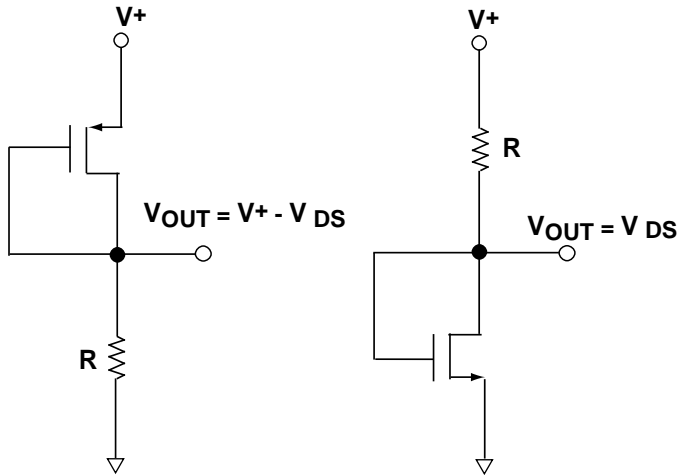 V+
V+
R
VOUT = V+ - V DS
VOUT = V DS
R